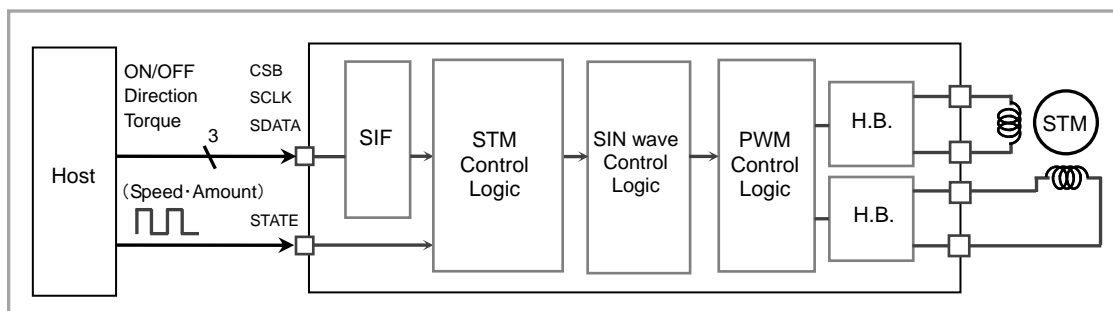 Host
ON/OFF
Direction
Torque
CSB
SCLK
SDATA
3
(Speed・Amount)
STATE
SIF
STM
Control
Logic
SIN wave
Control
Logic
PWM
Control
Logic
H.B.
H.B.
STM